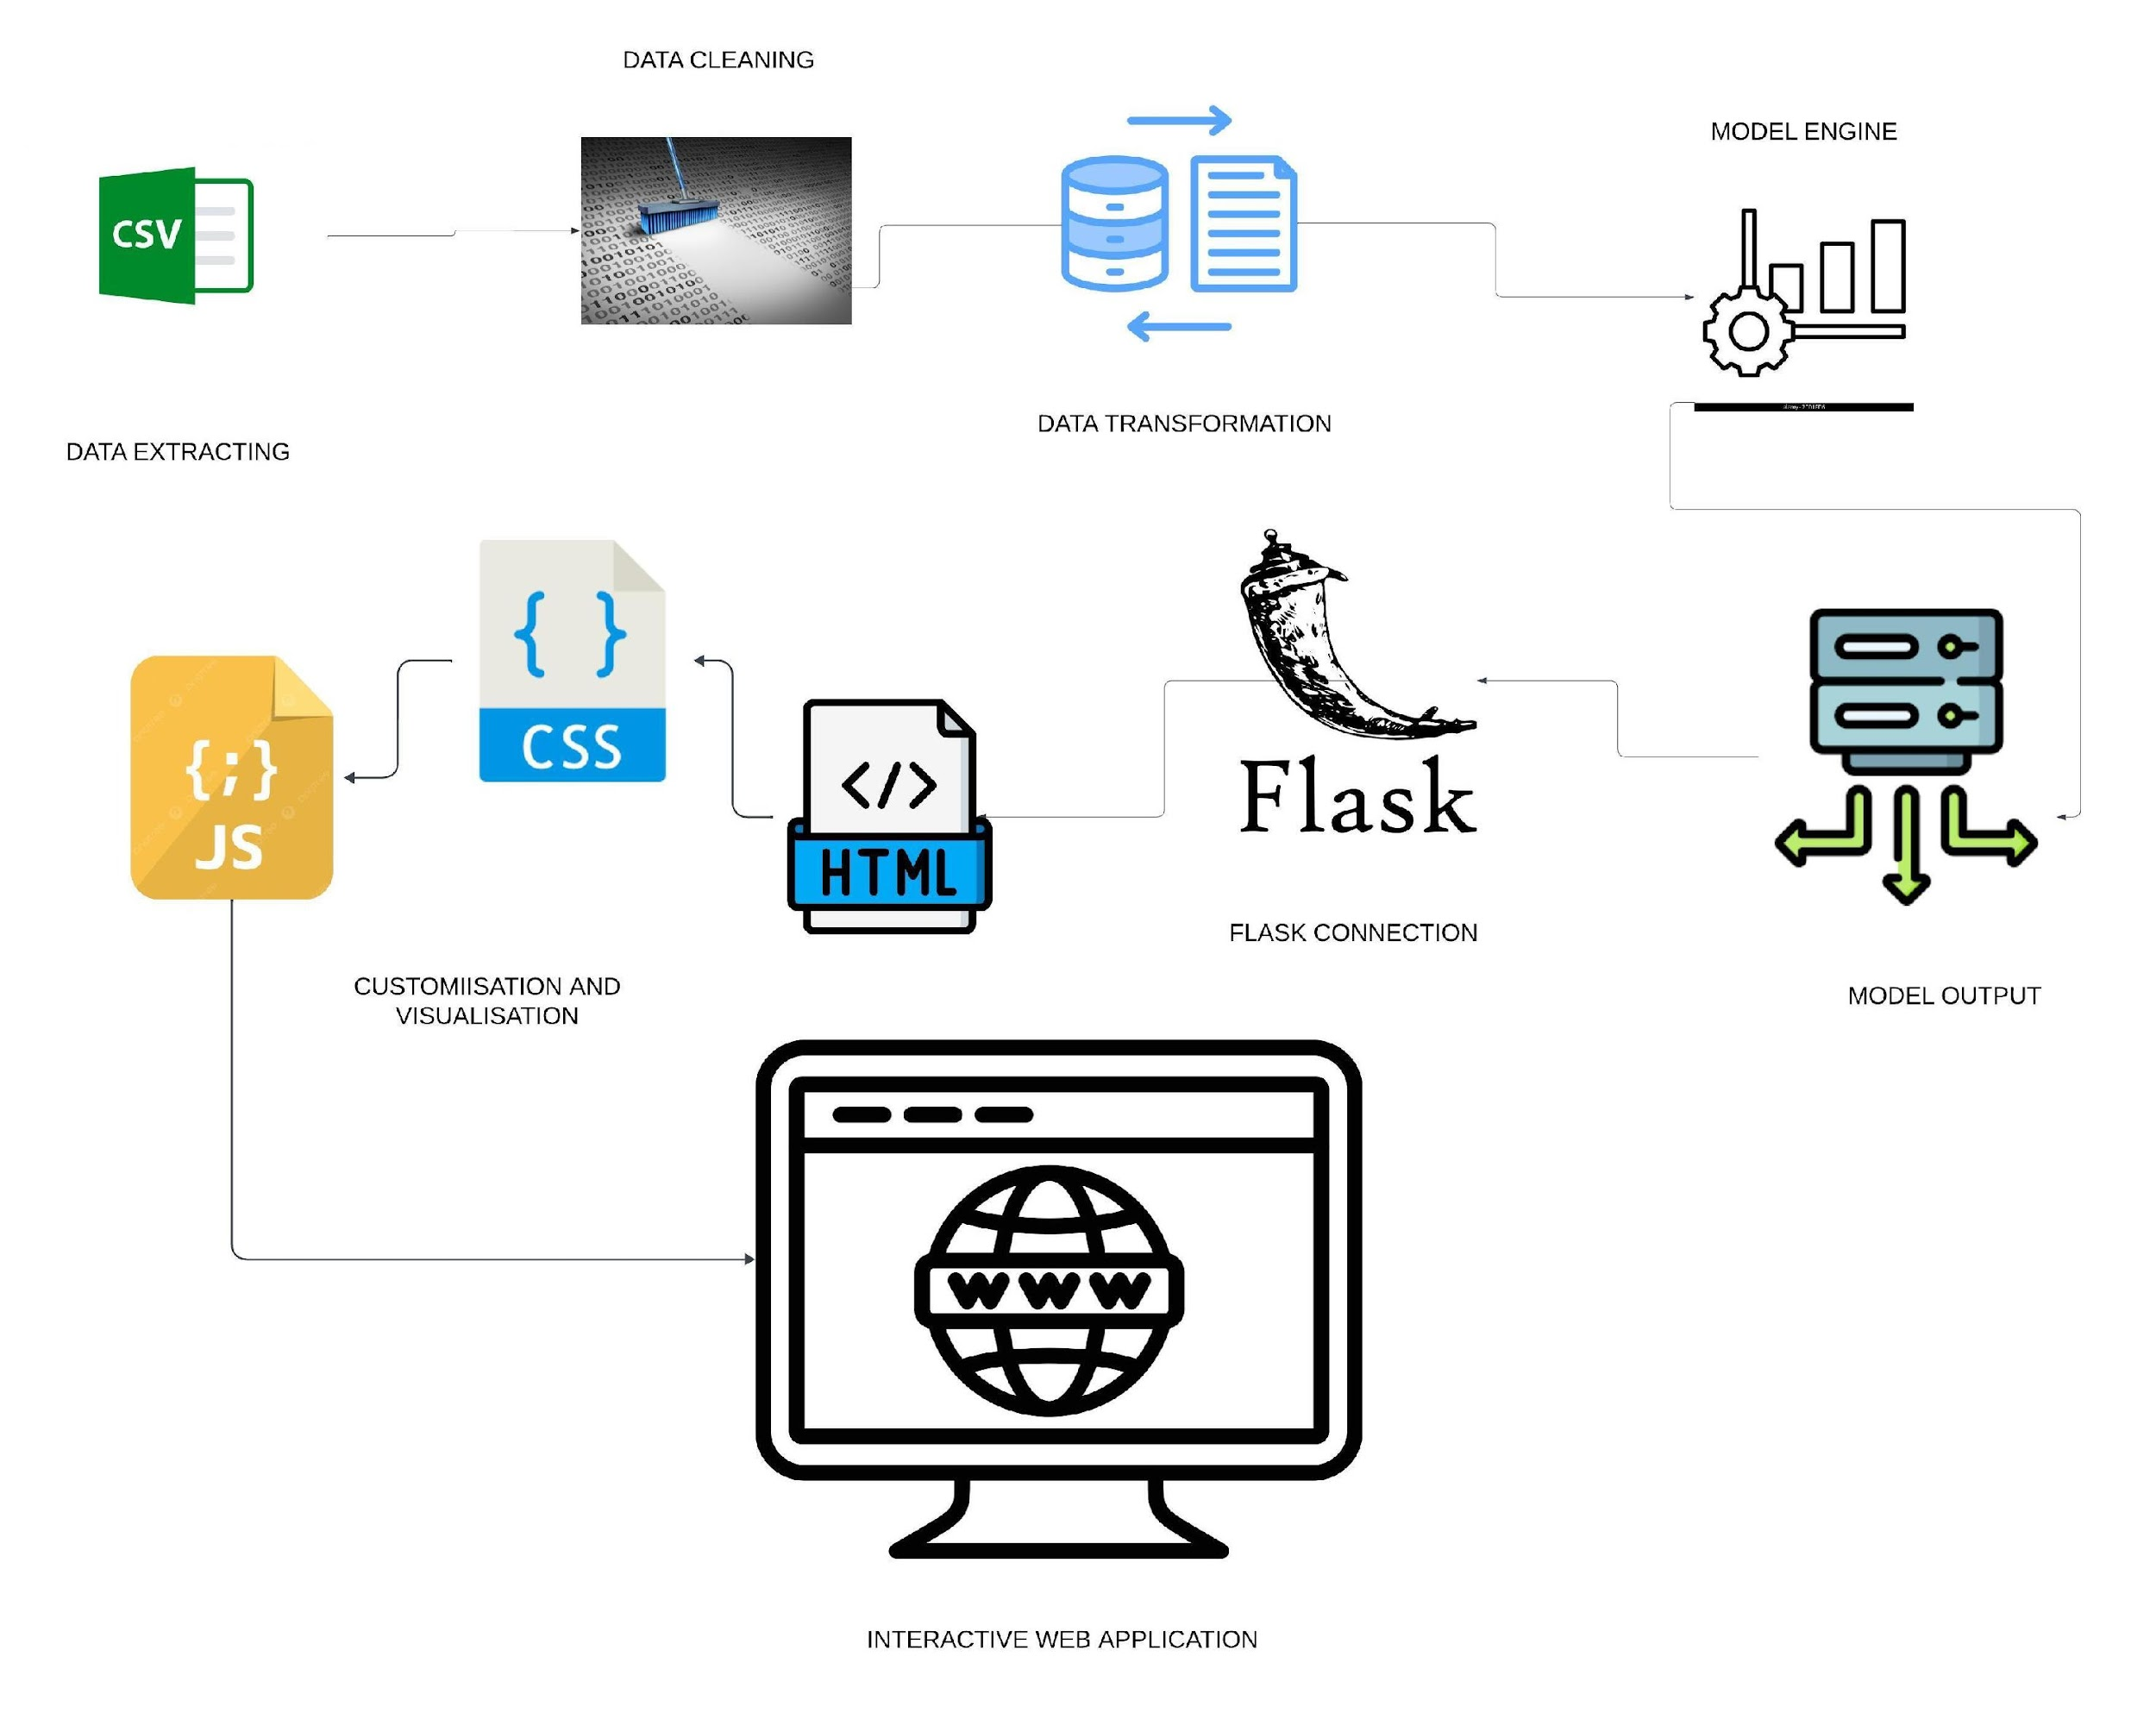 DATA CLEANING
MODEL ENGINE
CSV
DATA TRANSFORMATION
DATA EXTRACTING
{ }
CSS
{;}
JS
</>
HTML
Flask
FLASK CONNECTION
CUSTOMIISATION AND
VISUALISATION
MODEL OUTPUT
WWW
INTERACTIVE WEB APPLICATION